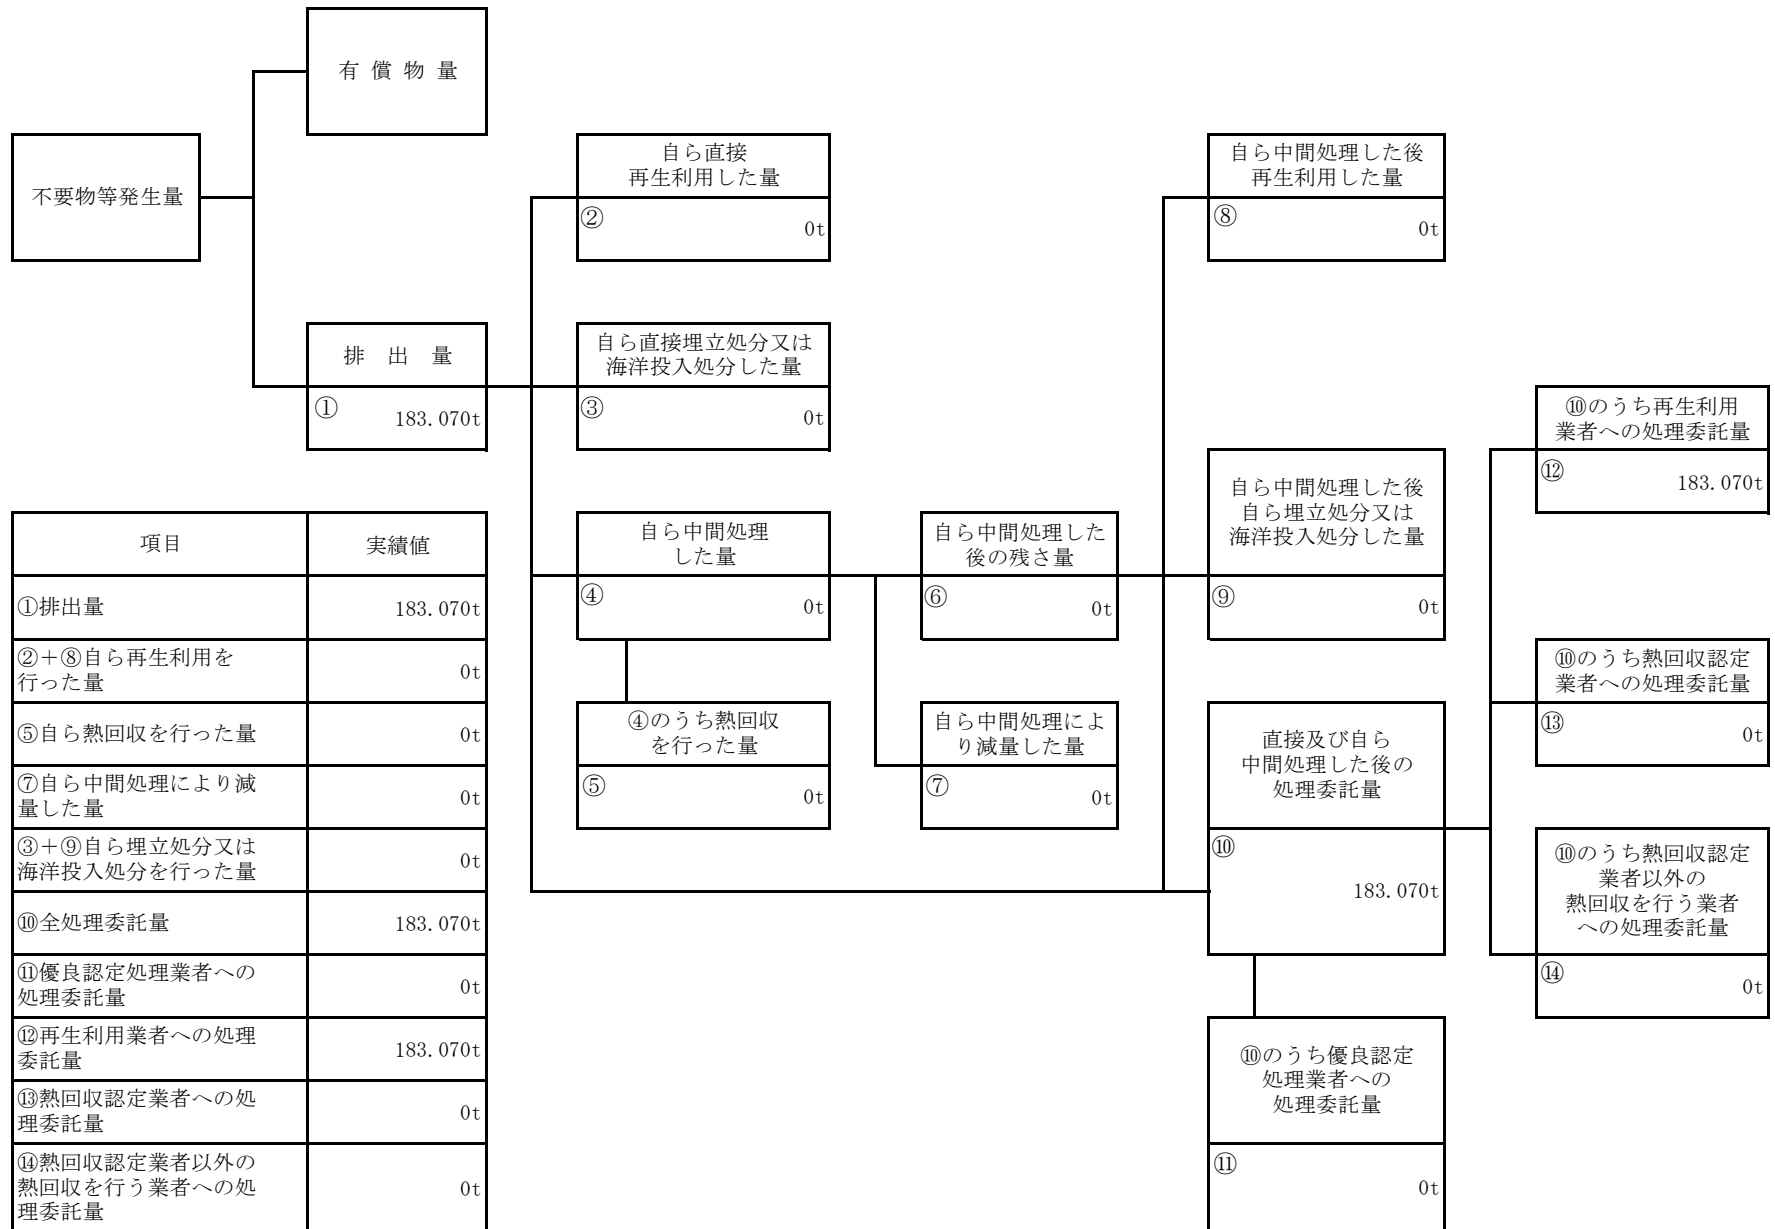 有 償 物 量
不要物等発生量
自ら直接
再生利用した量
② 0t
自ら中間処理した後
再生利用した量
⑧ 0t
排 出 量
① 183.070t
自ら直接埋立処分又は
海洋投入処分した量
③ 0t
⑩のうち再生利用
業者への処理委託量
⑫ 183.070t
自ら中間処理
した量
④ 0t
自ら中間処理した
後の残さ量
⑥ 0t
自ら中間処理した後
自ら埋立処分又は
海洋投入処分した量
⑨ 0t
⑩のうち熱回収認定
業者への処理委託量
⑬ 0t
④のうち熱回収
を行った量
⑤ 0t
自ら中間処理によ
り減量した量
⑦ 0t
直接及び自ら
中間処理した後の
処理委託量
⑩
183.070t
⑩のうち熱回収認定
業者以外の
熱回収を行う業者
への処理委託量
⑭ 0t
⑩のうち優良認定
処理業者への
処理委託量
⑪ 0t
項目 実績値
①排出量 183.070t
②+⑧自ら再生利用を
行った量 0t
⑤自ら熱回収を行った量 0t
⑦自ら中間処理により減
量した量 0t
③+⑨自ら埋立処分又は
海洋投入処分を行った量 0t
⑩全処理委託量 183.070t
⑪優良認定処理業者への
処理委託量 0t
⑫再生利用業者への処理
委託量 183.070t
⑬熱回収認定業者への処
理委託量 0t
⑭熱回収認定業者以外の
熱回収を行う業者への処
理委託量 0t